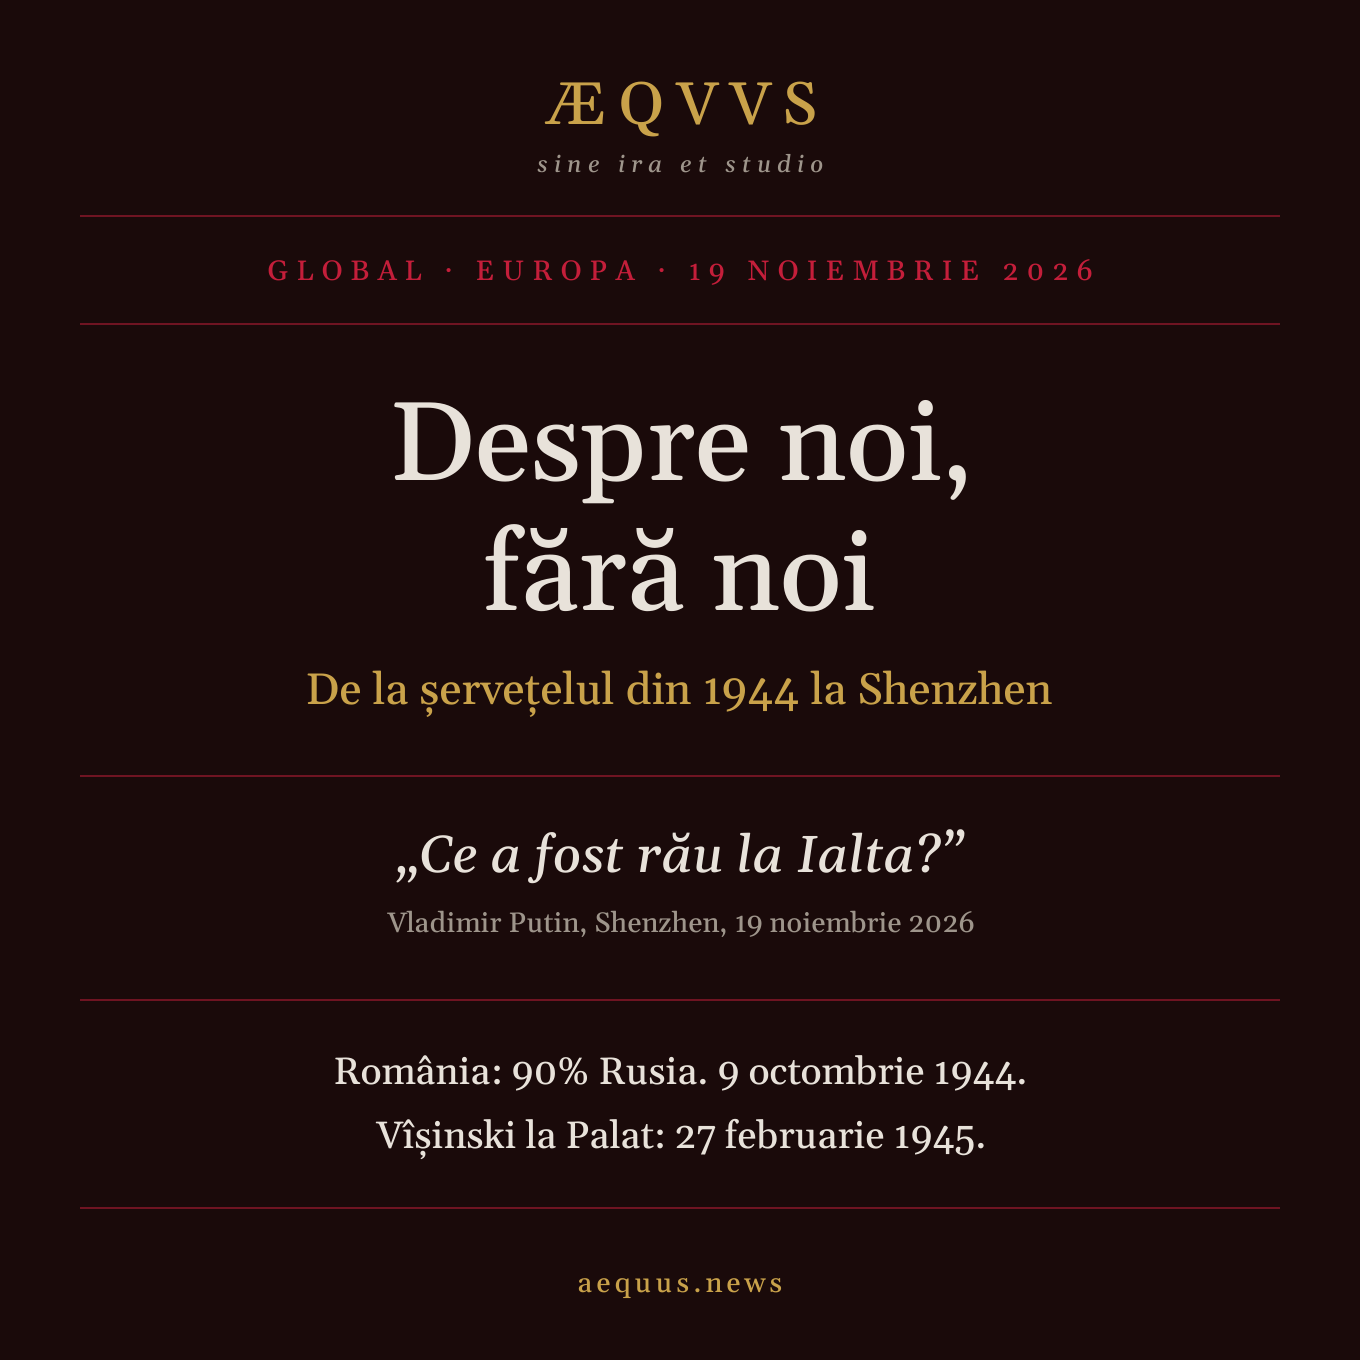 ÆQVVS
sine ira et studio
GLOBAL · EUROPA · 19 NOIEMBRIE 2026
Despre noi,
fără noi
De la șervețelul din 1944 la Shenzhen
„Ce a fost rău la Ialta?”
Vladimir Putin, Shenzhen, 19 noiembrie 2026
România: 90% Rusia. 9 octombrie 1944.
Vîșinski la Palat: 27 februarie 1945.
aequus.news